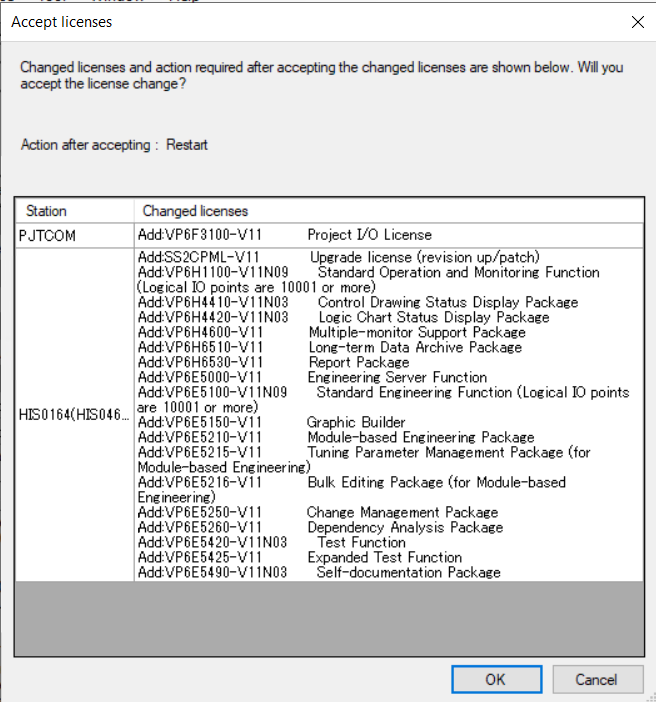 Accept licenses
Changed licenses and action required after accepting the changed licenses are shown below. Will you
accept the license change?
Action after accepting : Restart
Station Changed licenses
PJTCOM Add:VP6F3100-V11 Project I/O License
Add:SS2CPML-V11 Upgrade license (revision up/patch)
Add:VP6H1100-V11N09 Standard Operation and Monitoring Function
(Logical IO points are 10001 or more)
Add:VP6H4410-V11N03 Control Drawing Status Display Package
Add:VP6H4420-V11N03 Logic Chart Status Display Package
Add:VP6H4600-V11 Multiple-monitor Support Package
Add:VP6H6510-V11 Long-term Data Archive Package
Add:VP6H6530-V11 Report Package
Add:VP6E5000-V11 Engineering Server Function
Add:VP6E5100-V11N09 Standard Engineering Function (Logical IO points
are 10001 or more)
HIS0164(HIS046...
Add:VP6E5150-V11 Graphic Builder
Add:VP6E5210-V11 Module-based Engineering Package
Add:VP6E5215-V11 Tuning Parameter Management Package (for
Module-based Engineering)
Add:VP6E5216-V11 Bulk Editing Package (for Module-based
Engineering)
Add:VP6E5250-V11 Change Management Package
Add:VP6E5260-V11 Dependency Analysis Package
Add:VP6E5420-V11N03 Test Function
Add:VP6E5425-V11 Expanded Test Function
Add:VP6E5490-V11N03 Self-documentation Package
OK Cancel